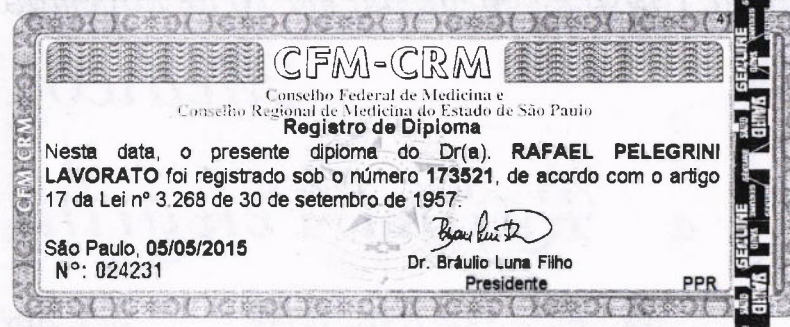 41
CFM-CRM
Conselho Federal de Medicina e
Conselho Regional de Medicina do Estado de São Paulo
Registro de Diploma
Nesta data, o presente diploma do Dr(a). RAFAEL PELEGRINI
LAVORATO foi registrado sob o número 173521, de acordo com o artigo
17 da Lei nº 3.268 de 30 de setembro de 1957.
São Paulo, 05/05/2015
Nº: 024231
Dr. Bráulio Luna Filho
Presidente
PPR
CFM-CRM